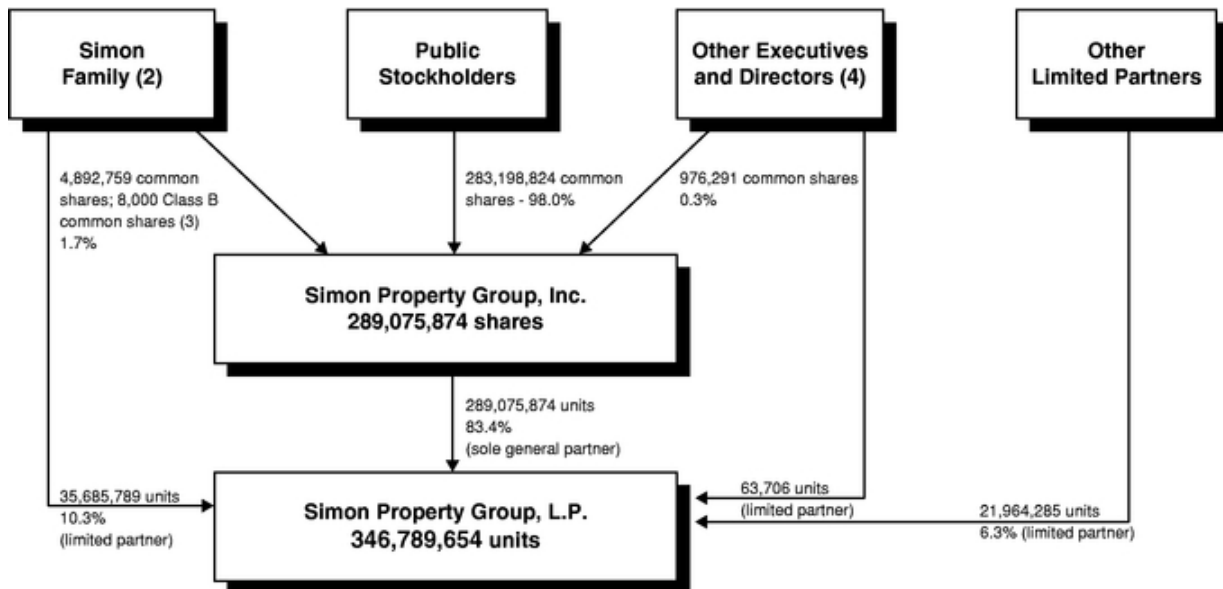 Simon
Family (2)
Public
Stockholders
Other Executives
and Directors (4)
Other
Limited Partners
4,892,759 common
shares; 8,000 Class B
common shares (3)
1.7%
283,198,824 common
shares - 98.0%
976,291 common shares
0.3%
Simon Property Group, Inc.
289,075,874 shares
289,075,874 units
83.4%
(sole general partner)
35,685,789 units
10.3%
(limited partner)
Simon Property Group, L.P.
346,789,654 units
63,706 units
(limited partner)
21,964,285 units
6.3% (limited partner)